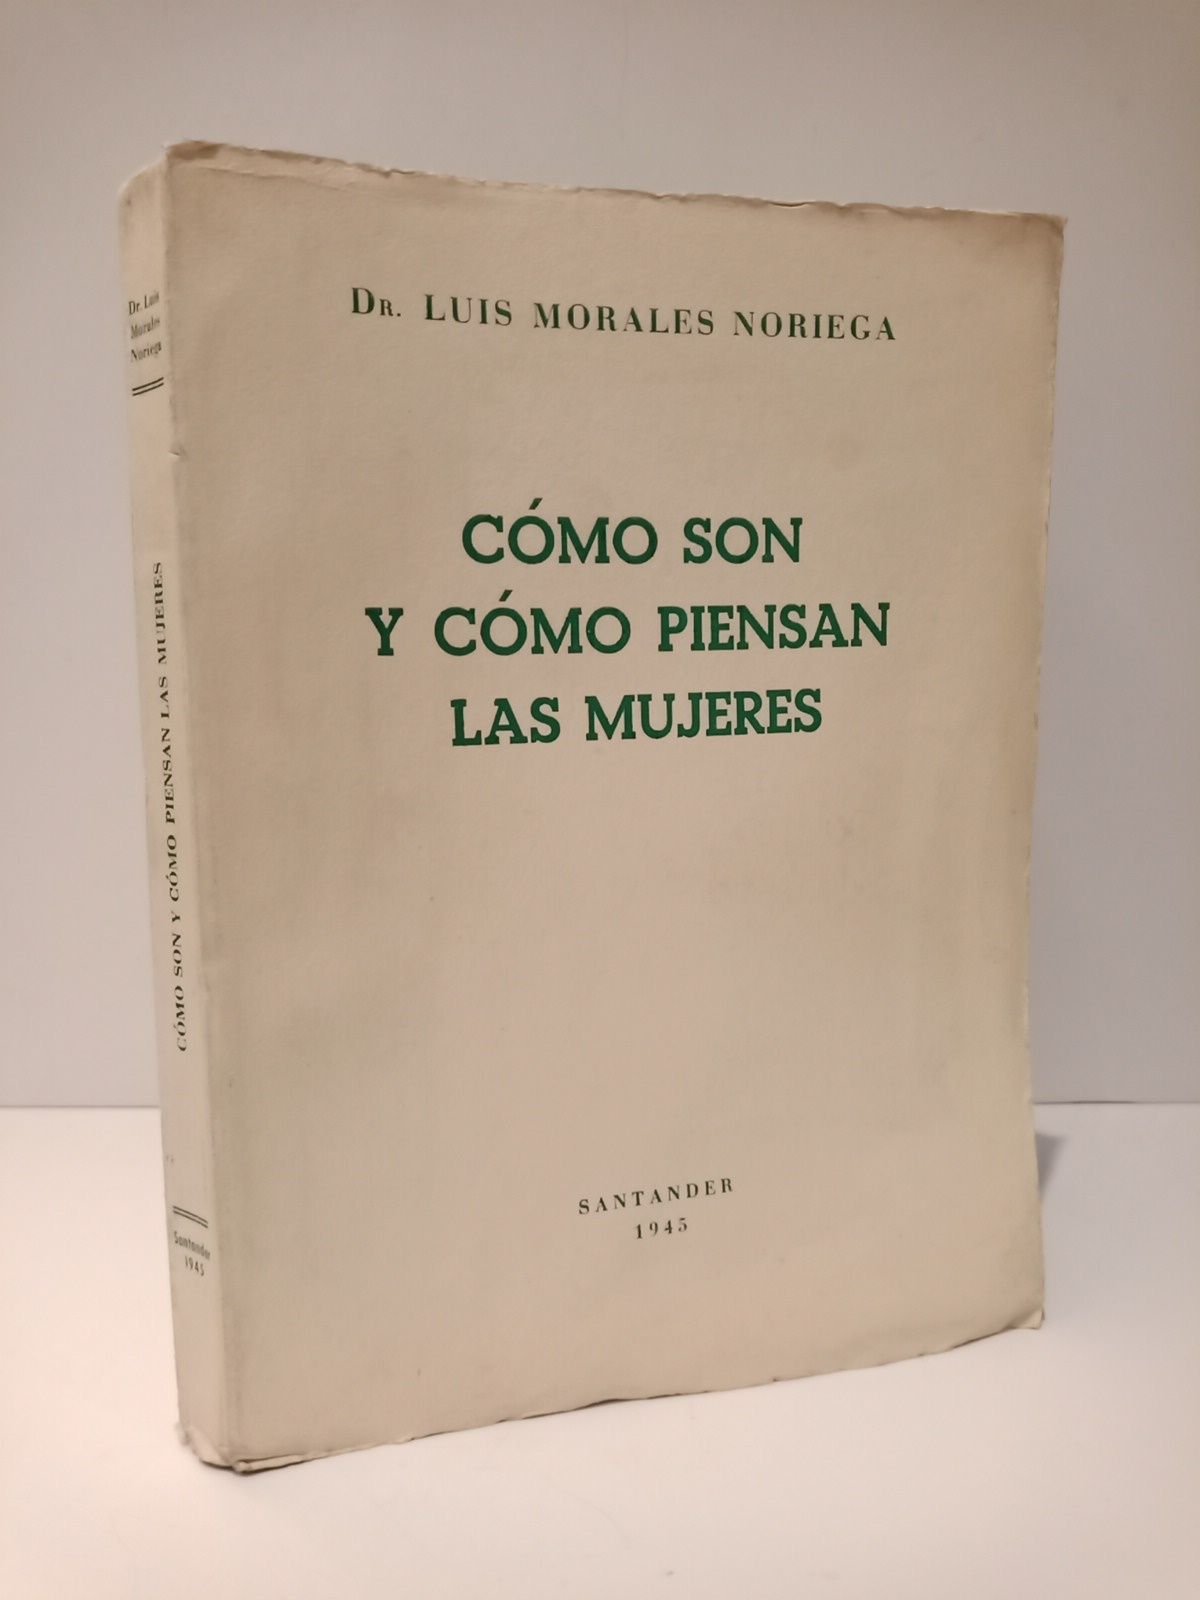 Dr. Luis
Morales
Noriega
CÓMO SON Y CÓMO PIENSAN LAS MUJERES
Santander
1945
DR. LUIS MORALES NORIEGA
CÓMO SON
Y CÓMO PIENSAN
LAS MUJERES
SANTANDER
1945